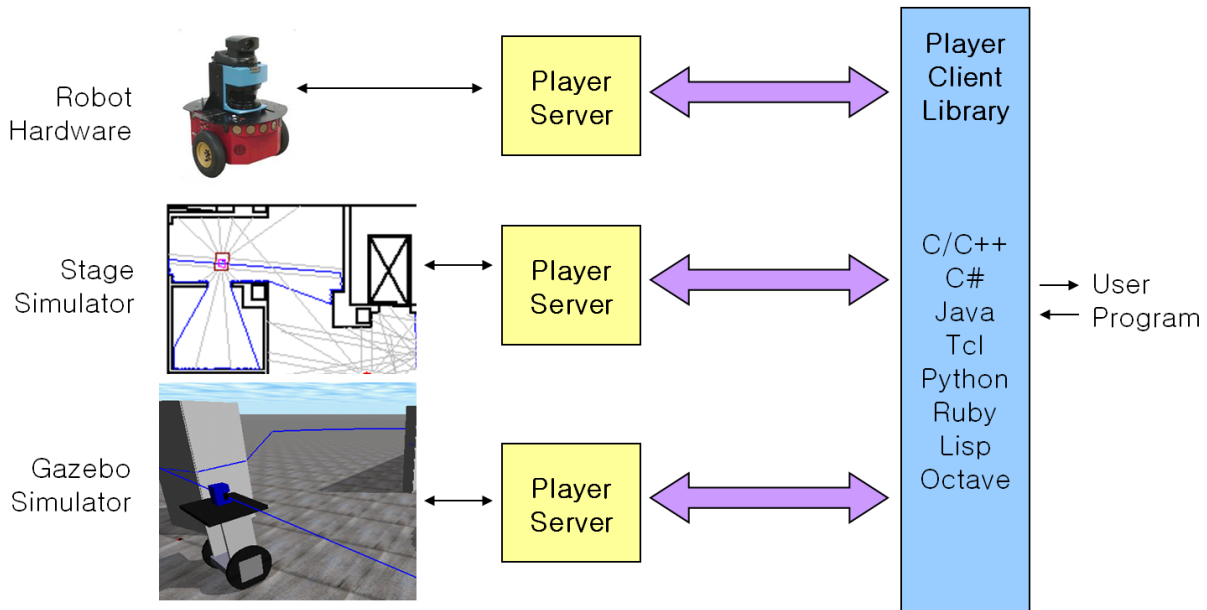 Robot
Hardware
Player
Server
Player
Client
Library
Stage
Simulator
Player
Server
C/C++
C#
Java
Tcl
Python
Ruby
Lisp
Octave
User
Program
Gazebo
Simulator
Player
Server